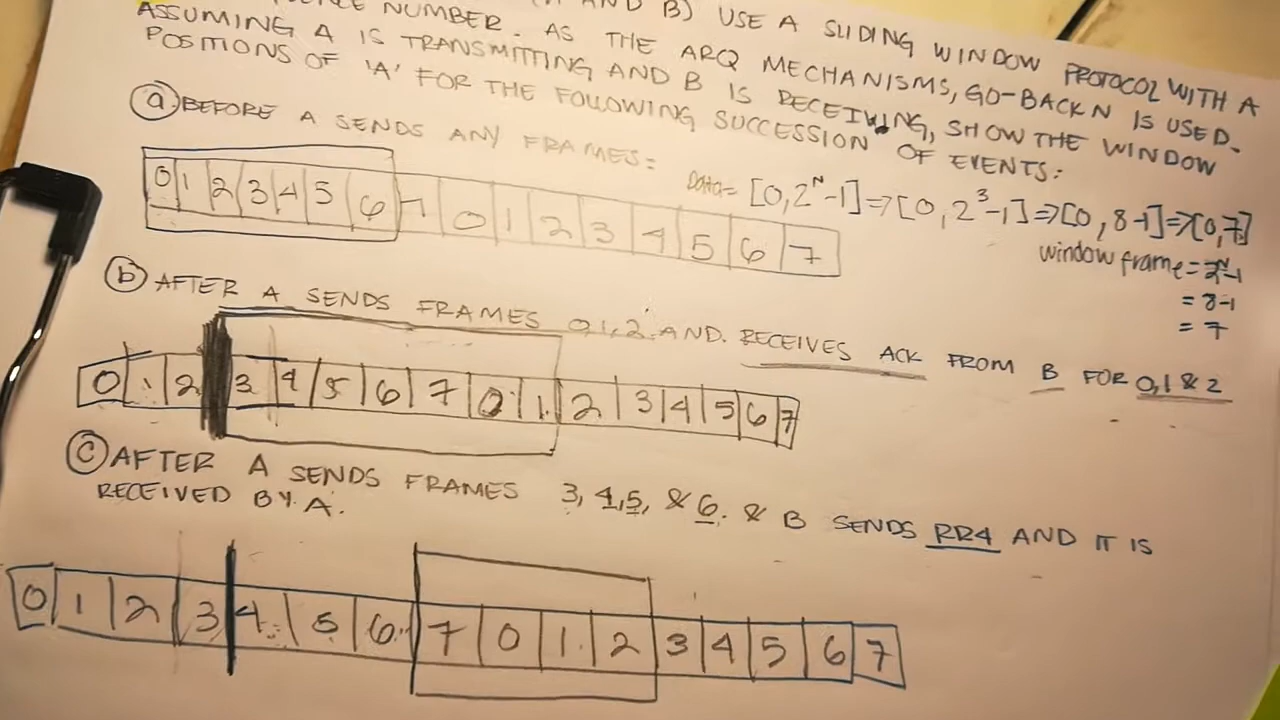 NUMBER. AND B) USE A SLIDING WINDOW PROTOCOL WITH A
AS THE ARQ MECHANISMS, GO-BACK N IS USED.
ASSUMING A IS TRANSMITTING AND B IS RECEIVING, SHOW THE WINDOW
POSITIONS OF 'A' FOR THE FOLLOWING SUCCESSION OF EVENTS:
(a) BEFORE A SENDS ANY FRAMES:
Data = [0, 2^N -1] => [0, 2^3 -1] => [0, 8-1] => [0,7]
window frame = 2^N-1
= 8-1
= 7
0 1 2 3 4 5 6 7 0 1 2 3 4 5 6 7
(b) AFTER A SENDS FRAMES 0,1,2. AND. RECEIVES ACK FROM B FOR 0,1 & 2
0 1 2 3 4 5 6 7 0 1 2 3 4 5 6 7
(c) AFTER A SENDS FRAMES 3, 4, 5, & 6. & B SENDS RR4 AND IT IS
RECEIVED BY A.
0 1 2 3 4 5 6 7 0 1 2 3 4 5 6 7